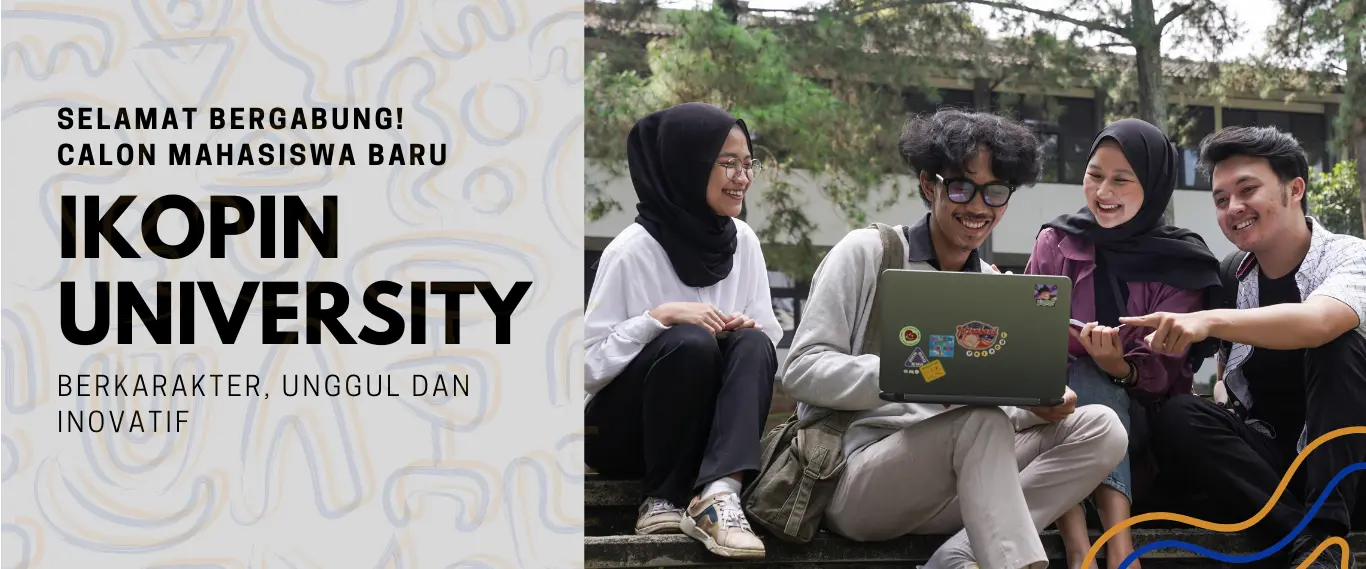 SELAMAT BERGABUNG!
CALON MAHASISWA BARU
IKOPIN
UNIVERSITY
BERKARAKTER, UNGGUL DAN
INOVATIF